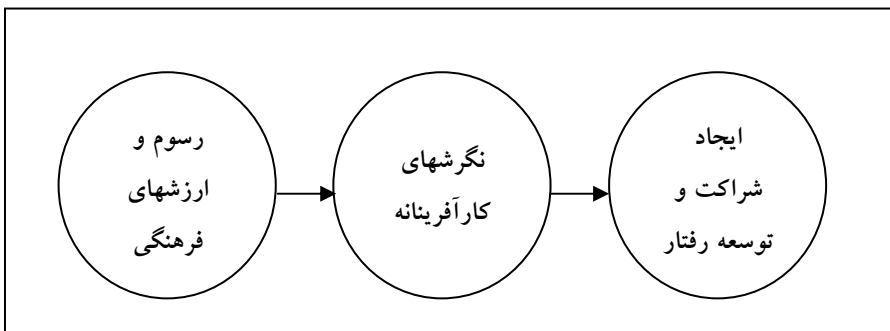 رسوم و
ارزشهای
فرهنگی
نگرشهای
کارآفرینانه
ایجاد
شراکت و
توسعه رفتار